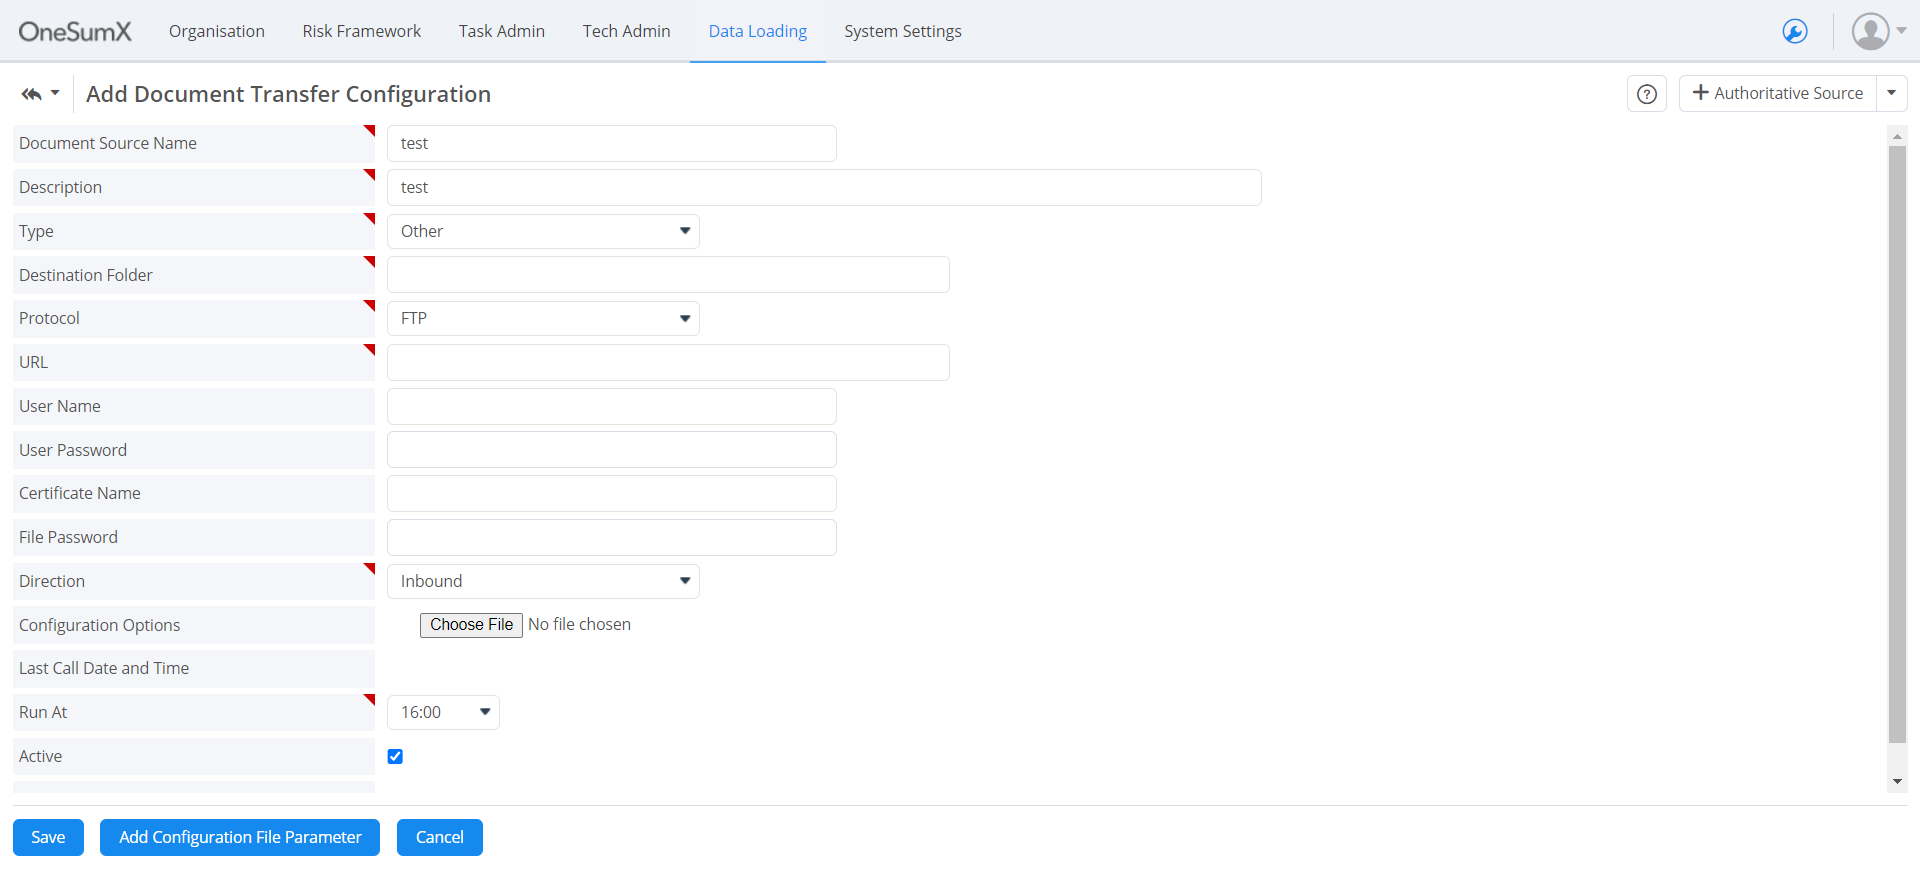 OneSumX Organisation Risk Framework Task Admin Tech Admin Data Loading System Settings
Add Document Transfer Configuration ? + Authoritative Source
Document Source Name test
Description test
Type Other
Destination Folder
Protocol FTP
URL
User Name
User Password
Certificate Name
File Password
Direction Inbound
Configuration Options Choose File No file chosen
Last Call Date and Time
Run At 16:00
Active
Save Add Configuration File Parameter Cancel